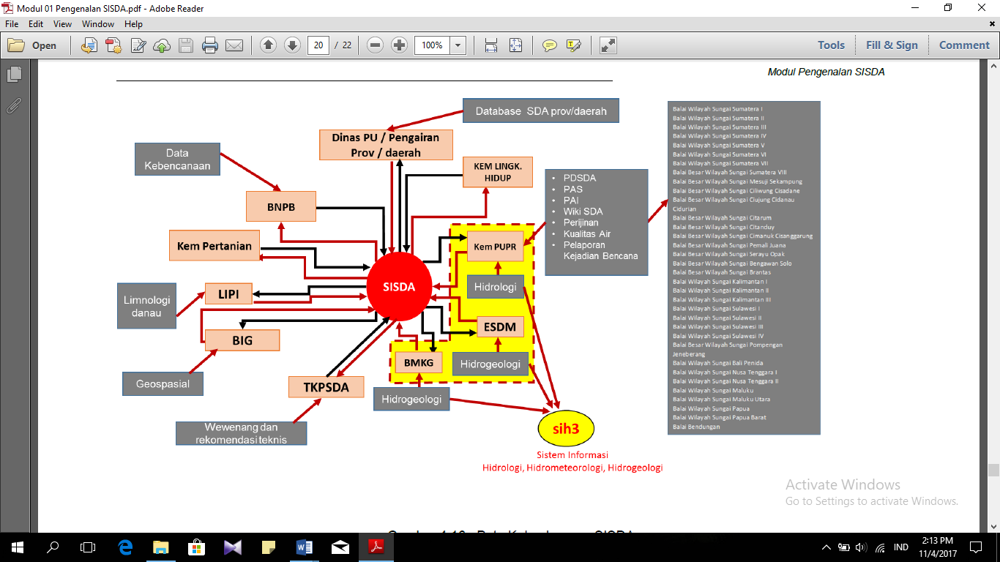 Modul 01 Pengenalan SISDA.pdf - Adobe Reader
File Edit View Window Help
Open
20 / 22
100%
Tools Fill & Sign Comment
Modul Pengenalan SISDA
Database SDA prov/daerah
Dinas PU / Pengairan
Prov / daerah
Data
Kebencanaan
KEM LINGK.
HIDUP
BNPB
• PDSDA
• PAS
• PAI
• Wiki SDA
• Perijinan
• Kualitas Air
• Pelaporan
Kejadian Bencana
Kem Pertanian
Kem PUPR
SISDA
Hidrologi
LIPI
Limnologi
danau
ESDM
BIG
BMKG
Hidrogeologi
Geospasial
TKPSDA
Hidrogeologi
Wewenang dan
rekomendasi teknis
sih3
Sistem Informasi
Hidrologi, Hidrometeorologi, Hidrogeologi
Balai Wilayah Sungai Sumatera I
Balai Wilayah Sungai Sumatera II
Balai Wilayah Sungai Sumatera III
Balai Wilayah Sungai Sumatera IV
Balai Wilayah Sungai Sumatera V
Balai Wilayah Sungai Sumatera VI
Balai Wilayah Sungai Sumatera VII
Balai Besar Wilayah Sungai Sumatera VIII
Balai Besar Wilayah Sungai Mesuji Sekampung
Balai Besar Wilayah Sungai Ciliwung Cisadane
Balai Besar Wilayah Sungai Ciujung Cidanau
Cidurian
Balai Besar Wilayah Sungai Citarum
Balai Besar Wilayah Sungai Citanduy
Balai Besar Wilayah Sungai Cimanuk Cisanggarung
Balai Besar Wilayah Sungai Pemali Juana
Balai Besar Wilayah Sungai Serayu Opak
Balai Besar Wilayah Sungai Bengawan Solo
Balai Besar Wilayah Sungai Brantas
Balai Wilayah Sungai Kalimantan I
Balai Wilayah Sungai Kalimantan II
Balai Wilayah Sungai Kalimantan III
Balai Wilayah Sungai Sulawesi I
Balai Wilayah Sungai Sulawesi II
Balai Wilayah Sungai Sulawesi III
Balai Wilayah Sungai Sulawesi IV
Balai Besar Wilayah Sungai Pompengan
Jeneberang
Balai Wilayah Sungai Bali Penida
Balai Wilayah Sungai Nusa Tenggara I
Balai Wilayah Sungai Nusa Tenggara II
Balai Wilayah Sungai Maluku
Balai Wilayah Sungai Maluku Utara
Balai Wilayah Sungai Papua
Balai Wilayah Sungai Papua Barat
Balai Bendungan
Activate Windows
Go to Settings to activate Windows.
IND
2:13 PM
11/4/2017